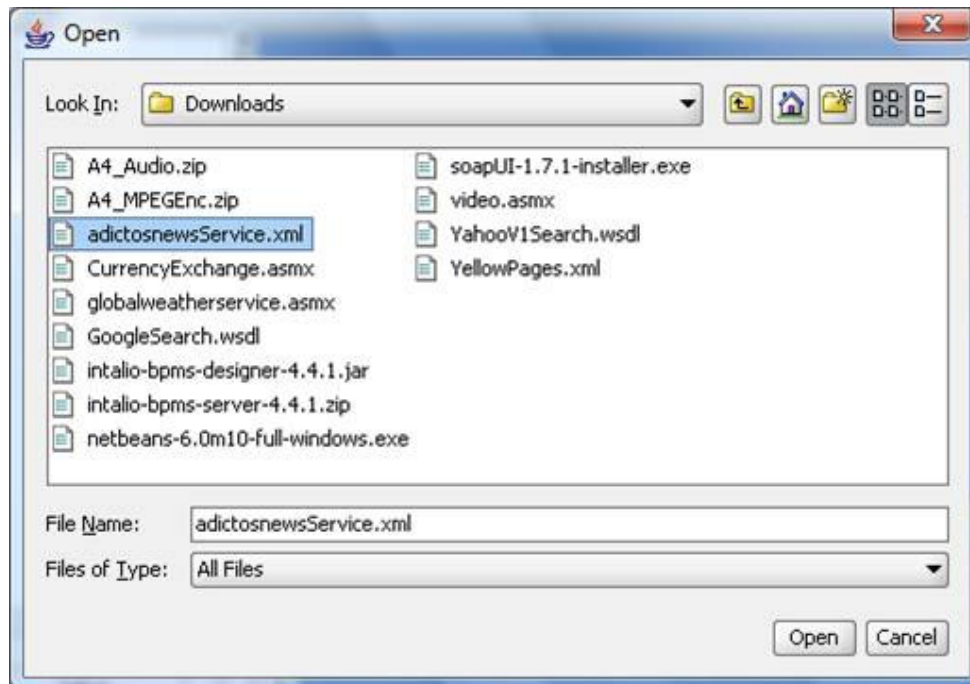 Open
Look In: Downloads
A4_Audio.zip
A4_MPEGEnc.zip
adictosnewsService.xml
CurrencyExchange.asmx
globalweatherservice.asmx
GoogleSearch.wsdl
intalio-bpms-designer-4.4.1.jar
intalio-bpms-server-4.4.1.zip
netbeans-6.0m10-full-windows.exe
soapUI-1.7.1-installer.exe
video.asmx
YahooV1Search.wsdl
YellowPages.xml
File Name: adictosnewsService.xml
Files of Type: All Files
Open Cancel